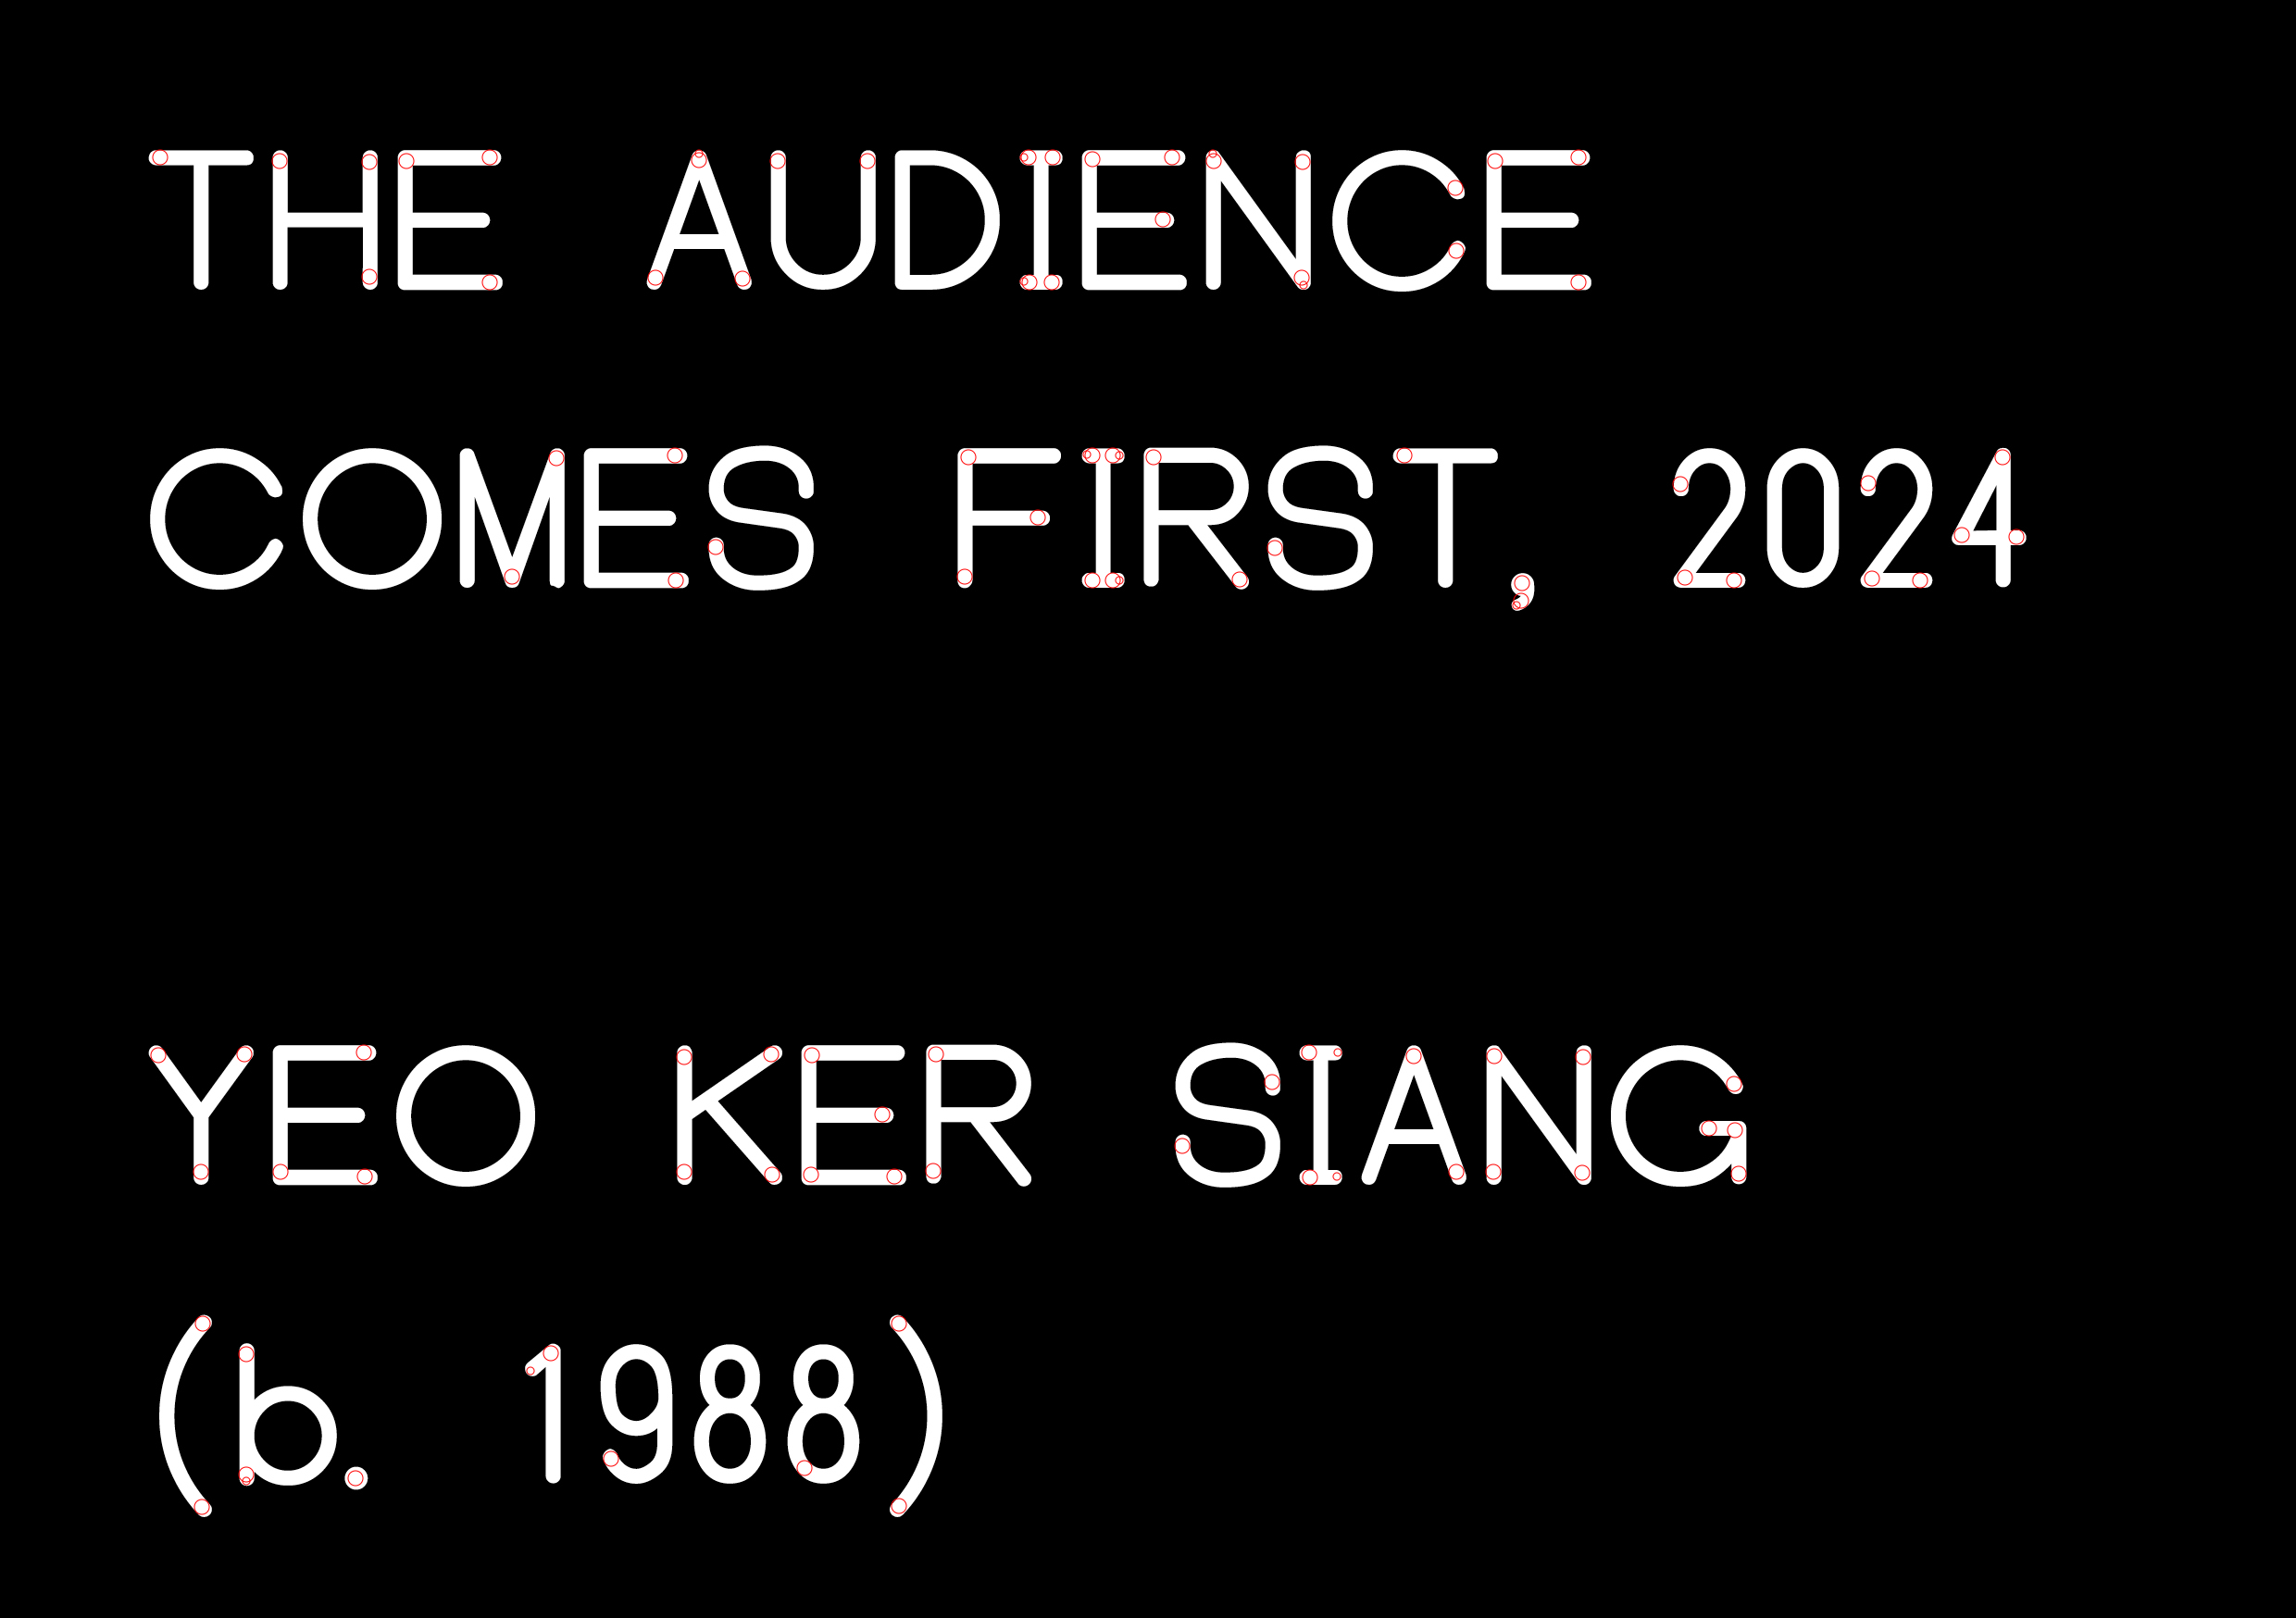 THE AUDIENCE
COMES FIRST, 2024
YEO KER SIANG
(b. 1988)